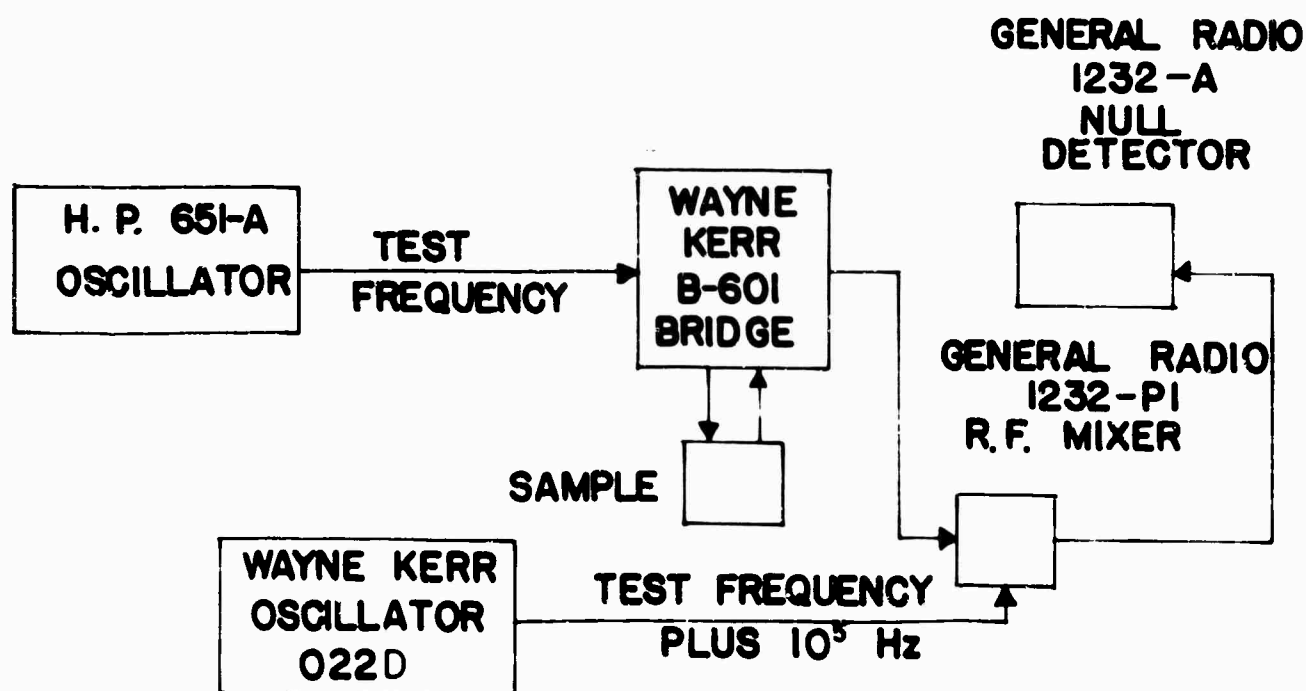 GENERAL RADIO
1232-A
NULL
DETECTOR
H. P. 651-A
OSCILLATOR
TEST
FREQUENCY
WAYNE
KERR
B-601
BRIDGE
GENERAL RADIO
1232-P1
R.F. MIXER
SAMPLE
WAYNE KERR
OSCILLATOR
022D
TEST FREQUENCY
PLUS 10⁵ Hz